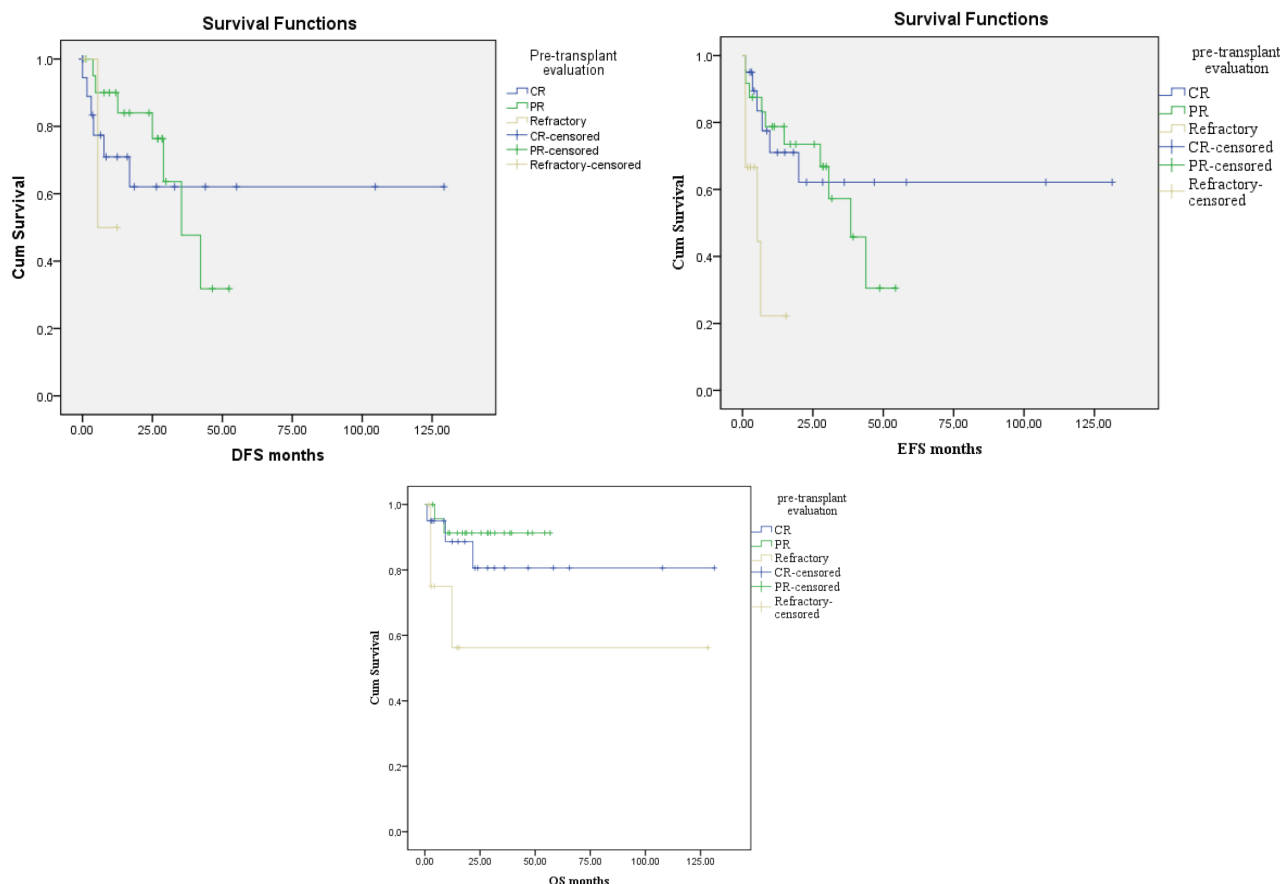 Survival Functions
Pre-transplant
evaluation
CR
PR
Refractory
CR-censored
PR-censored
Refractory-censored
Cum Survival
1.0
0.8
0.6
0.4
0.2
0.0
0.00 25.00 50.00 75.00 100.00 125.00
DFS months
Survival Functions
pre-transplant
evaluation
CR
PR
Refractory
CR-censored
PR-censored
Refractory-
censored
Cum Survival
1.0
0.8
0.6
0.4
0.2
0.0
0.00 25.00 50.00 75.00 100.00 125.00
EFS months
pre-transplant
evaluation
CR
PR
Refractory
CR-censored
PR-censored
Refractory-
censored
Cum Survival
1.0
0.8
0.6
0.4
0.2
0.0
0.00 25.00 50.00 75.00 100.00 125.00
OS months